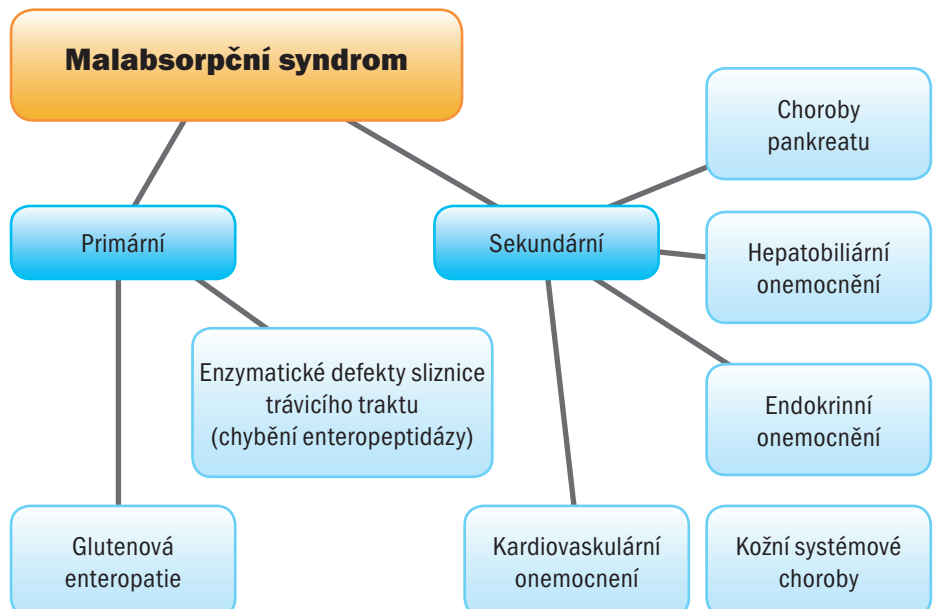 Malabsorpční syndrom
Choroby
pankreatu
Primární
Sekundární
Hepatobiliární
onemocnění
Enzymatické defekty sliznice
trávicího traktu
(chybění enteropeptidázy)
Endokrinní
onemocnění
Glutenová
enteropatie
Kardiovaskulární
onemocnení
Kožní systémové
choroby